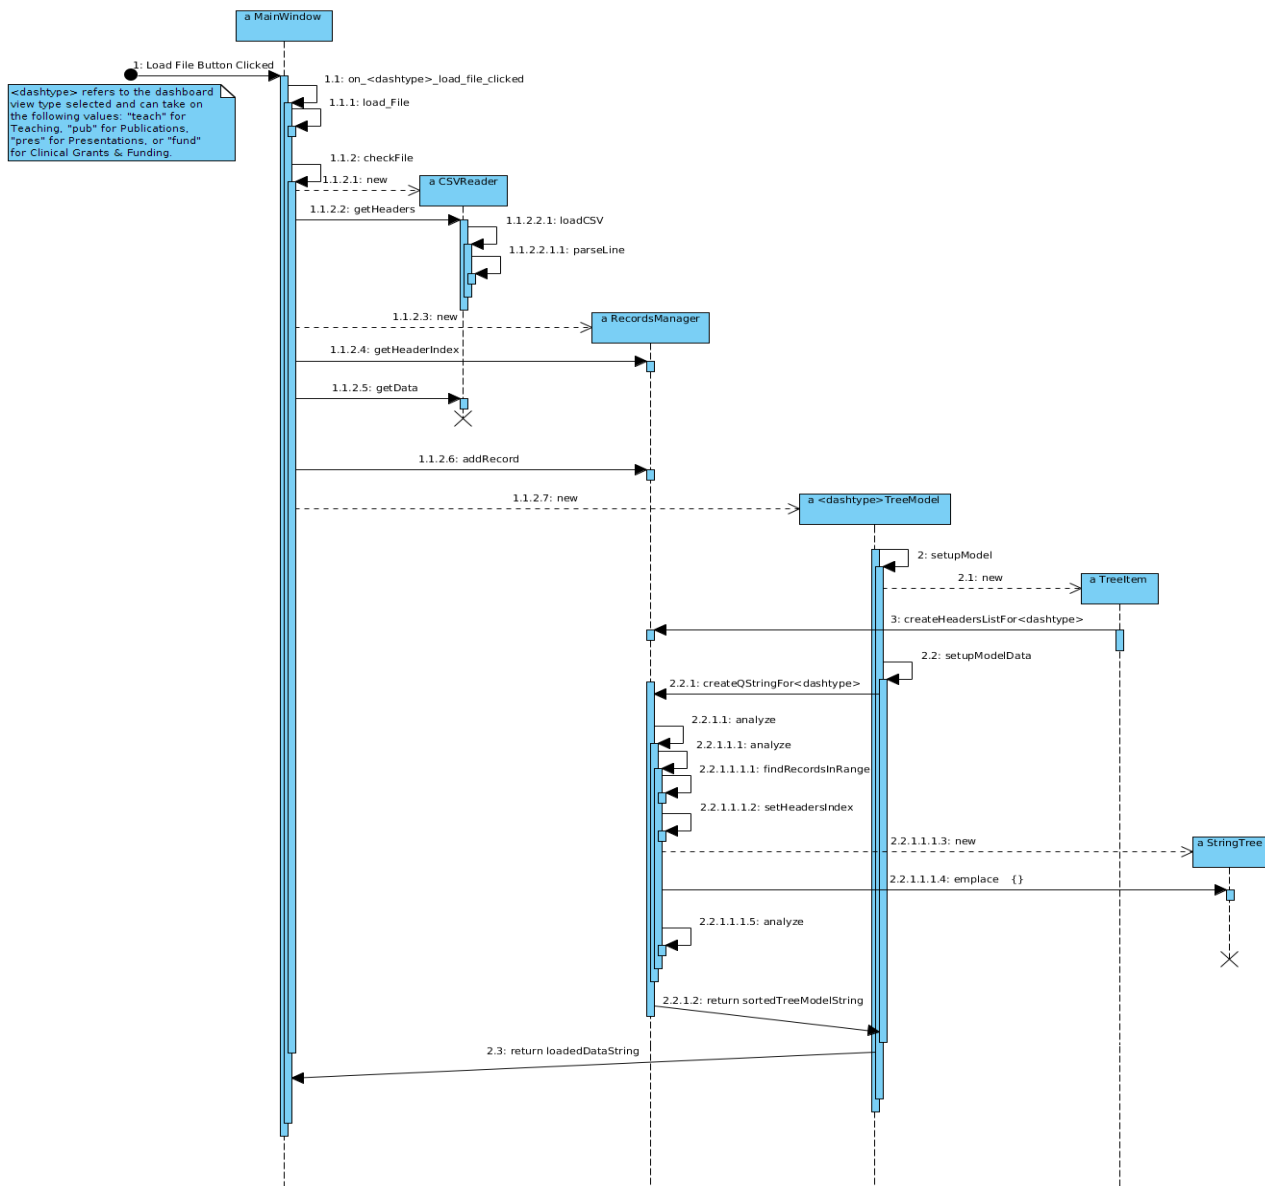 a MainWindow
1: Load File Button Clicked
1.1: on_<dashtype>_load_file_clicked
<dashtype> refers to the dashboard
view type selected and can take on
the following values: "teach" for
Teaching, "pub" for Publications,
"pres" for Presentations, or "fund"
for Clinical Grants & Funding.
1.1.1: load_File
1.1.2: checkFile
1.1.2.1: new
a CSVReader
1.1.2.2: getHeaders
1.1.2.2.1: loadCSV
1.1.2.2.1.1: parseLine
1.1.2.3: new
a RecordsManager
1.1.2.4: getHeaderIndex
1.1.2.5: getData
1.1.2.6: addRecord
1.1.2.7: new
a <dashtype>TreeModel
2: setupModel
2.1: new
a TreeItem
3: createHeadersListFor<dashtype>
2.2: setupModelData
2.2.1: createQStringFor<dashtype>
2.2.1.1: analyze
2.2.1.1.1: analyze
2.2.1.1.1.1: findRecordsInRange
2.2.1.1.1.2: setHeadersIndex
2.2.1.1.1.3: new
a StringTree
2.2.1.1.1.4: emplace {}
2.2.1.1.1.5: analyze
2.2.1.2: return sortedTreeModelString
2.3: return loadedDataString